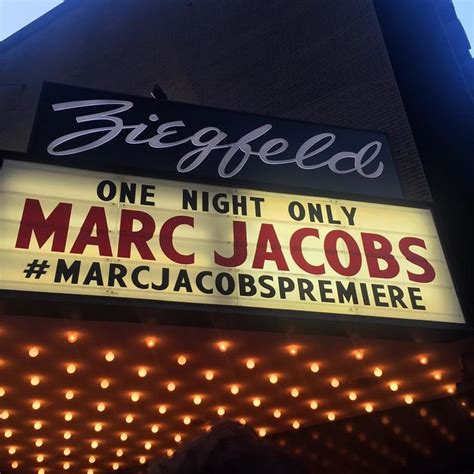 Ziegfeld
ONE NIGHT ONLY
MARC JACOBS
#MARCJACOBSPREMIERE